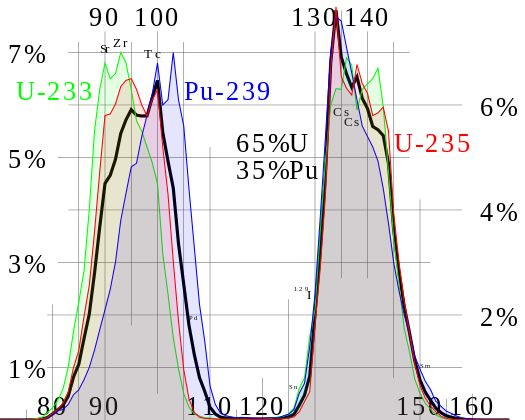 90 100 130 140
Sr Zr Tc
7%
U-233 Pu-239
6%
Cs
Cs
65%U U-235
35%Pu
5%
4%
3%
129I
Pd 2%
1% Sn Sm
80 90 110 120 150 160